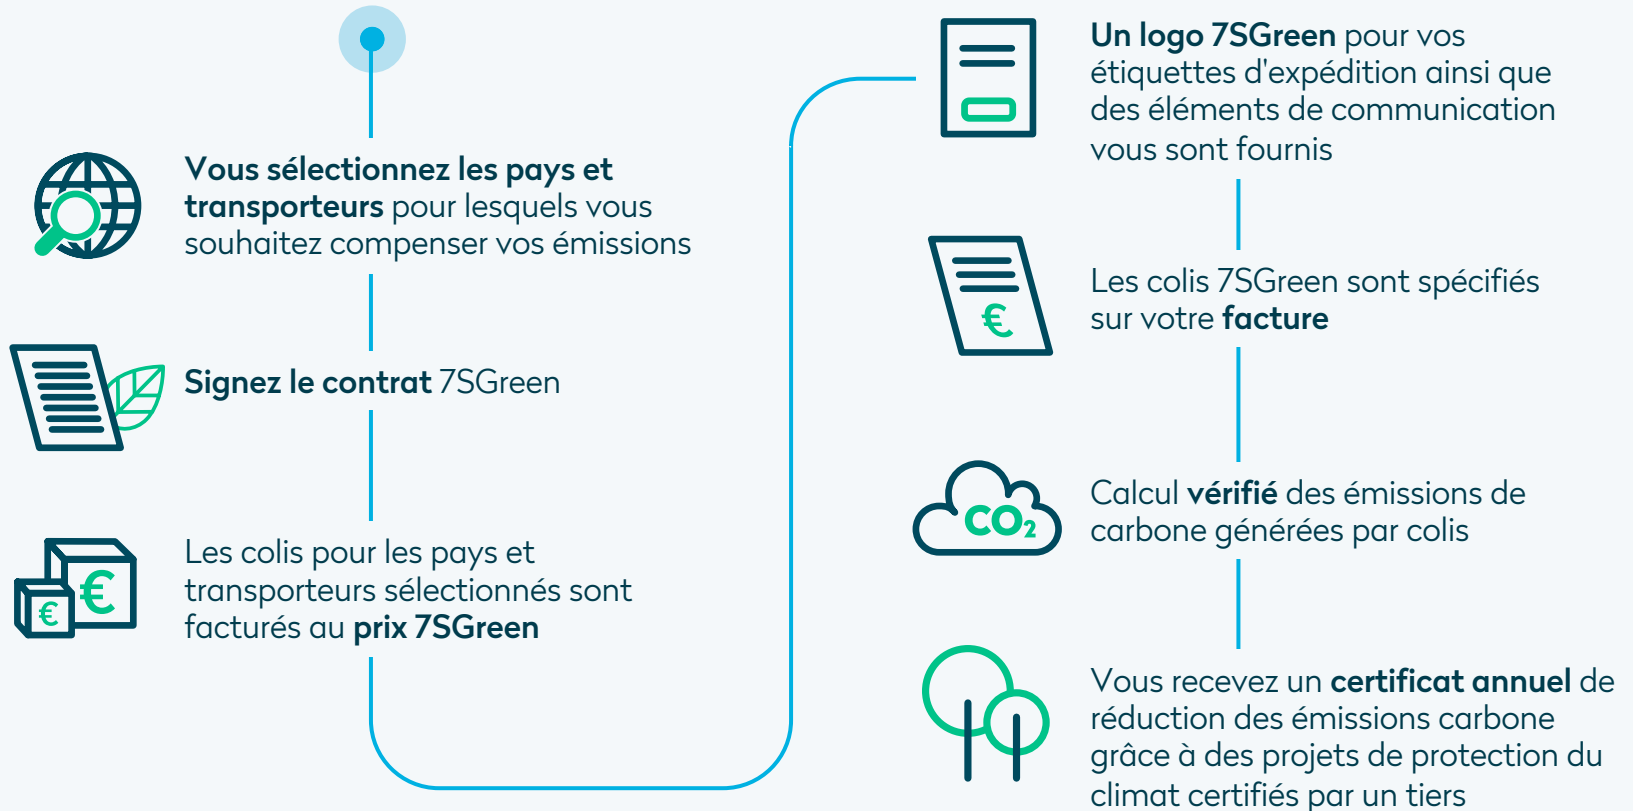 Vous sélectionnez les pays et
transporteurs pour lesquels vous
souhaitez compenser vos émissions
Signez le contrat 7SGreen
€
€
Les colis pour les pays et
transporteurs sélectionnés sont
facturés au prix 7SGreen
Un logo 7SGreen pour vos
étiquettes d'expédition ainsi que
des éléments de communication
vous sont fournis
€
Les colis 7SGreen sont spécifiés
sur votre facture
CO₂
Calcul vérifié des émissions de
carbone générées par colis
Vous recevez un certificat annuel de
réduction des émissions carbone
grâce à des projets de protection du
climat certifiés par un tiers